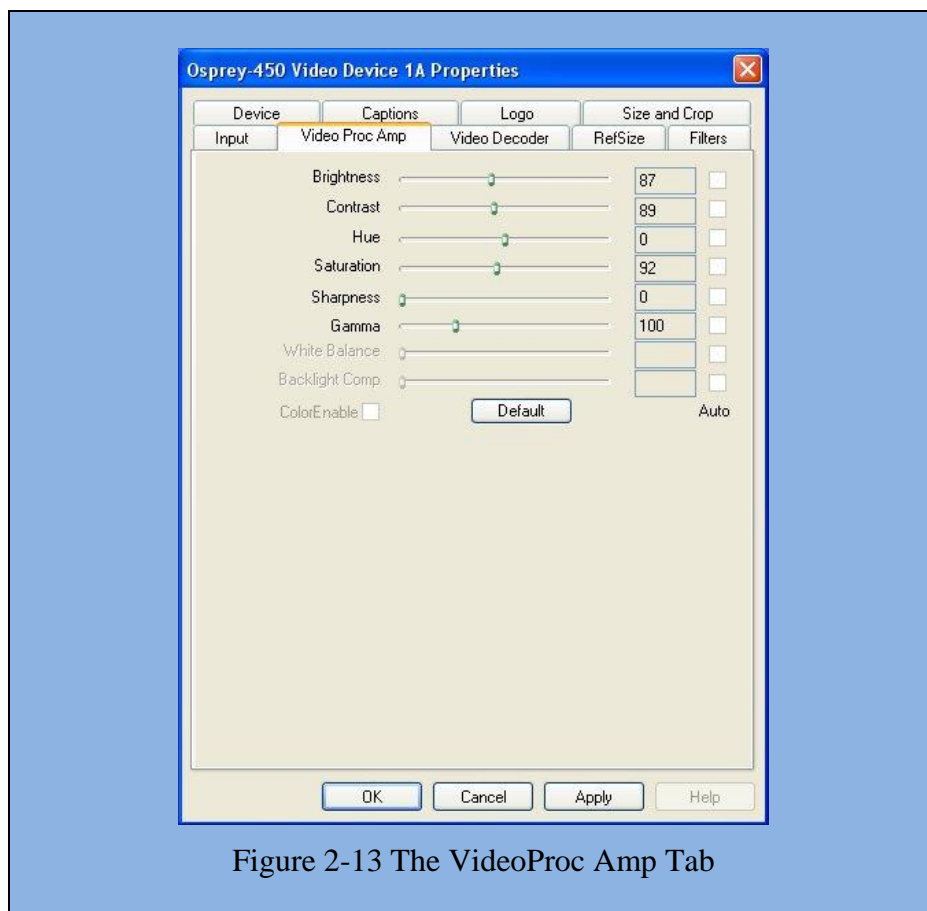 Osprey-450 Video Device 1A Properties
Device Captions Logo Size and Crop
Input Video Proc Amp Video Decoder RefSize Filters
Brightness 87
Contrast 89
Hue 0
Saturation 92
Sharpness 0
Gamma 100
White Balance
Backlight Comp
ColorEnable Default Auto
OK Cancel Apply Help
Figure 2-13 The VideoProc Amp Tab